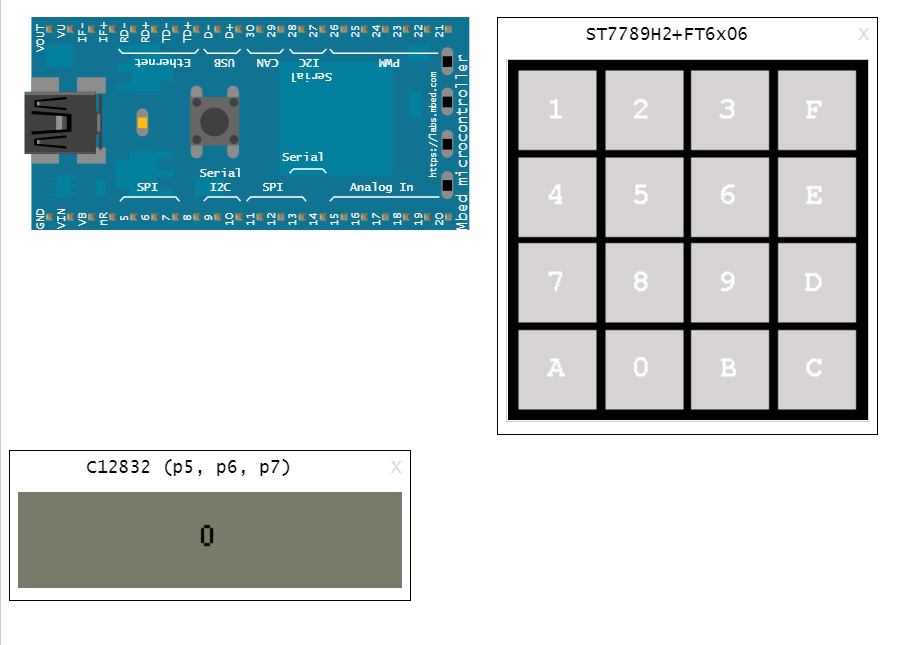 VOUT VU IF- IF+ RD- RD+ TD- TD+ D- D+ 30 29 28 27 26 25 24 23 22 21
Ethernet USB CAN I2C PWM
Serial
https://labs.mbed.com
Mbed microcontroller
Serial
Serial
SPI I2C SPI Analog In
GND VIN VB nR 5 6 7 8 9 10 11 12 13 14 15 16 17 18 19 20
ST7789H2+FT6x06 X
1 2 3 F
4 5 6 E
7 8 9 D
A 0 B C
C12832 (p5, p6, p7) X
0